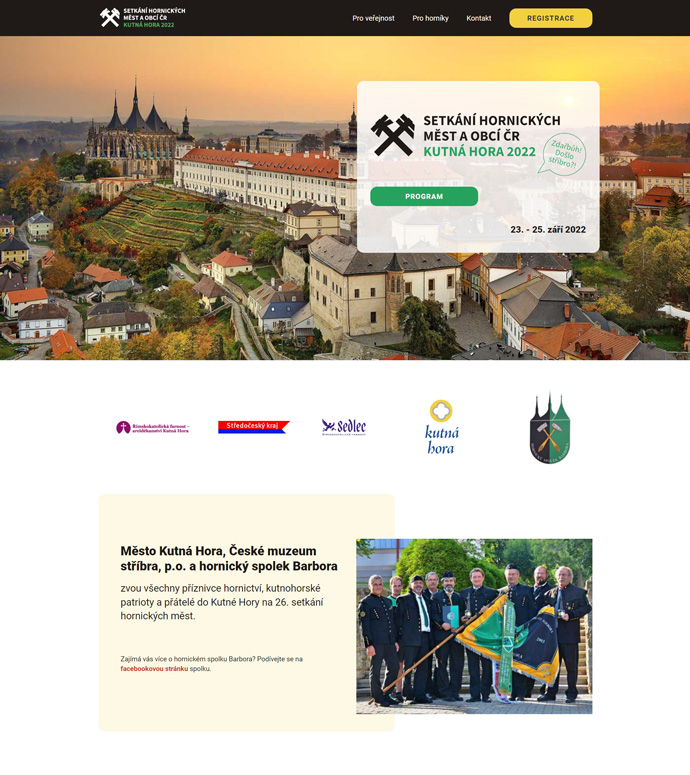 SETKÁNÍ HORNICKÝCH
MĚST A OBCÍ ČR
KUTNÁ HORA 2022
Pro veřejnost
Pro horníky
Kontakt
REGISTRACE
SETKÁNÍ HORNICKÝCH
MĚST A OBCÍ ČR
KUTNÁ HORA 2022
Zdařbůh!
Došlo
stříbro?!
PROGRAM
23. - 25. září 2022
Římskokatolická farnost –
arciděkanství Kutná Hora
Středočeský kraj
Sedlec
kutná
hora
Město Kutná Hora, České muzeum
stříbra, p.o. a hornický spolek Barbora
zvou všechny příznivce hornictví, kutnohorské
patrioty a přátelé do Kutné Hory na 26. setkání
hornických měst.
Zajímá vás více o hornickém spolku Barbora? Podívejte se na
facebookovou stránku spolku.